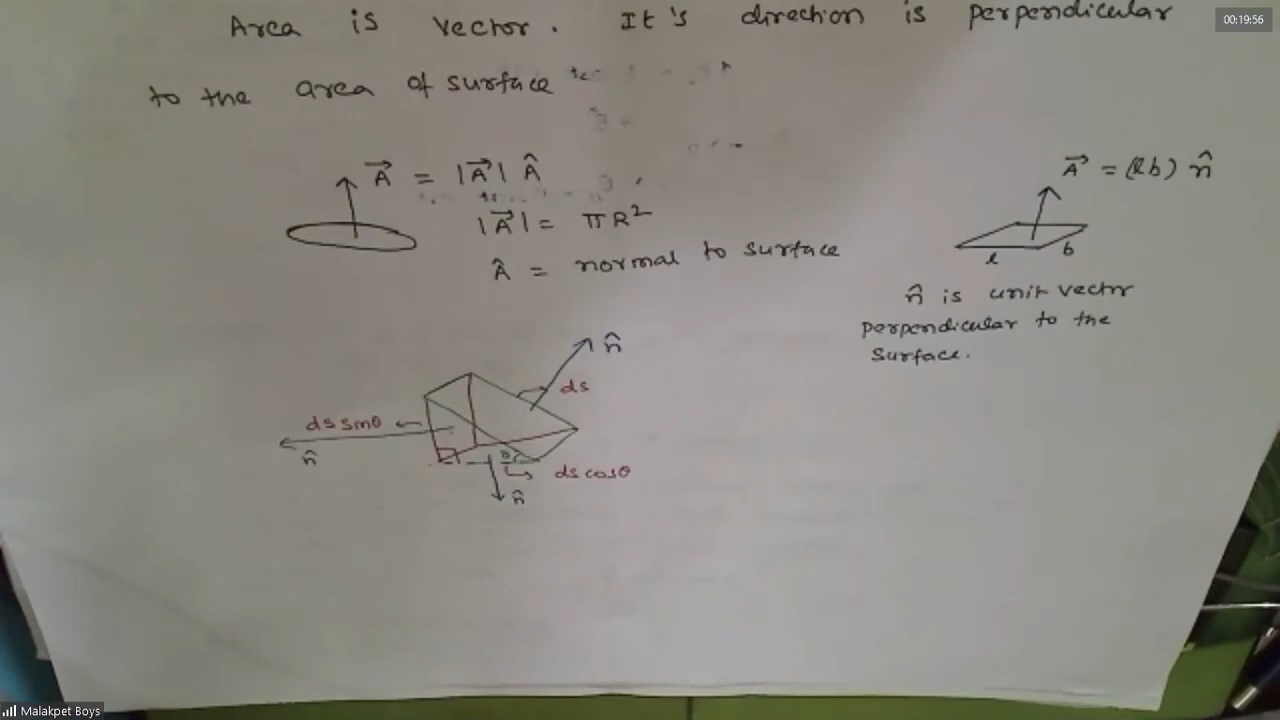 00:19:56
Area is vector. It's direction is perpendicular
to the area of surface
A⃗ = |A⃗| Â
|A⃗| = πR²
Â = normal to surface
A⃗ = (lb) n̂
l
b
n̂ is unit vector
perpendicular to the
surface.
n̂
ds
ds sinθ
n̂
θ
ds cosθ
n̂
Malakpet Boys